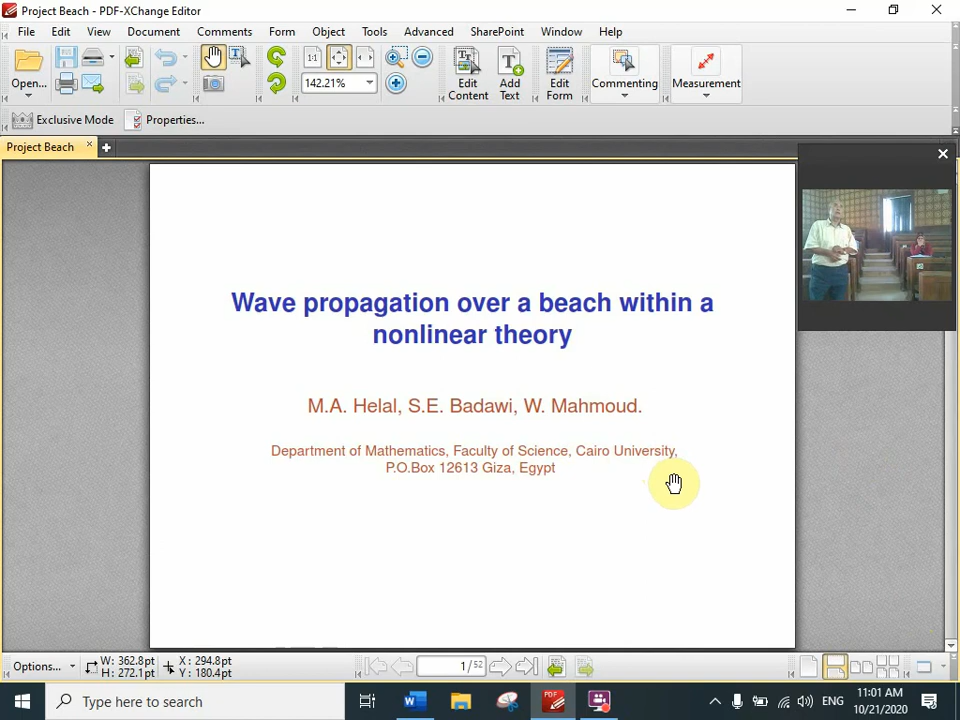 Project Beach - PDF-XChange Editor
File Edit View Document Comments Form Object Tools Advanced SharePoint Window Help
Open...
142.21%
Edit Content
Add Text
Edit Form
Commenting
Measurement
Exclusive Mode Properties...
Project Beach
Wave propagation over a beach within a
nonlinear theory
M.A. Helal, S.E. Badawi, W. Mahmoud.
Department of Mathematics, Faculty of Science, Cairo University,
P.O.Box 12613 Giza, Egypt
Options... W: 362.8pt X: 294.8pt 1/52
H: 272.1pt Y: 180.4pt
Type here to search
ENG
11:01 AM
10/21/2020